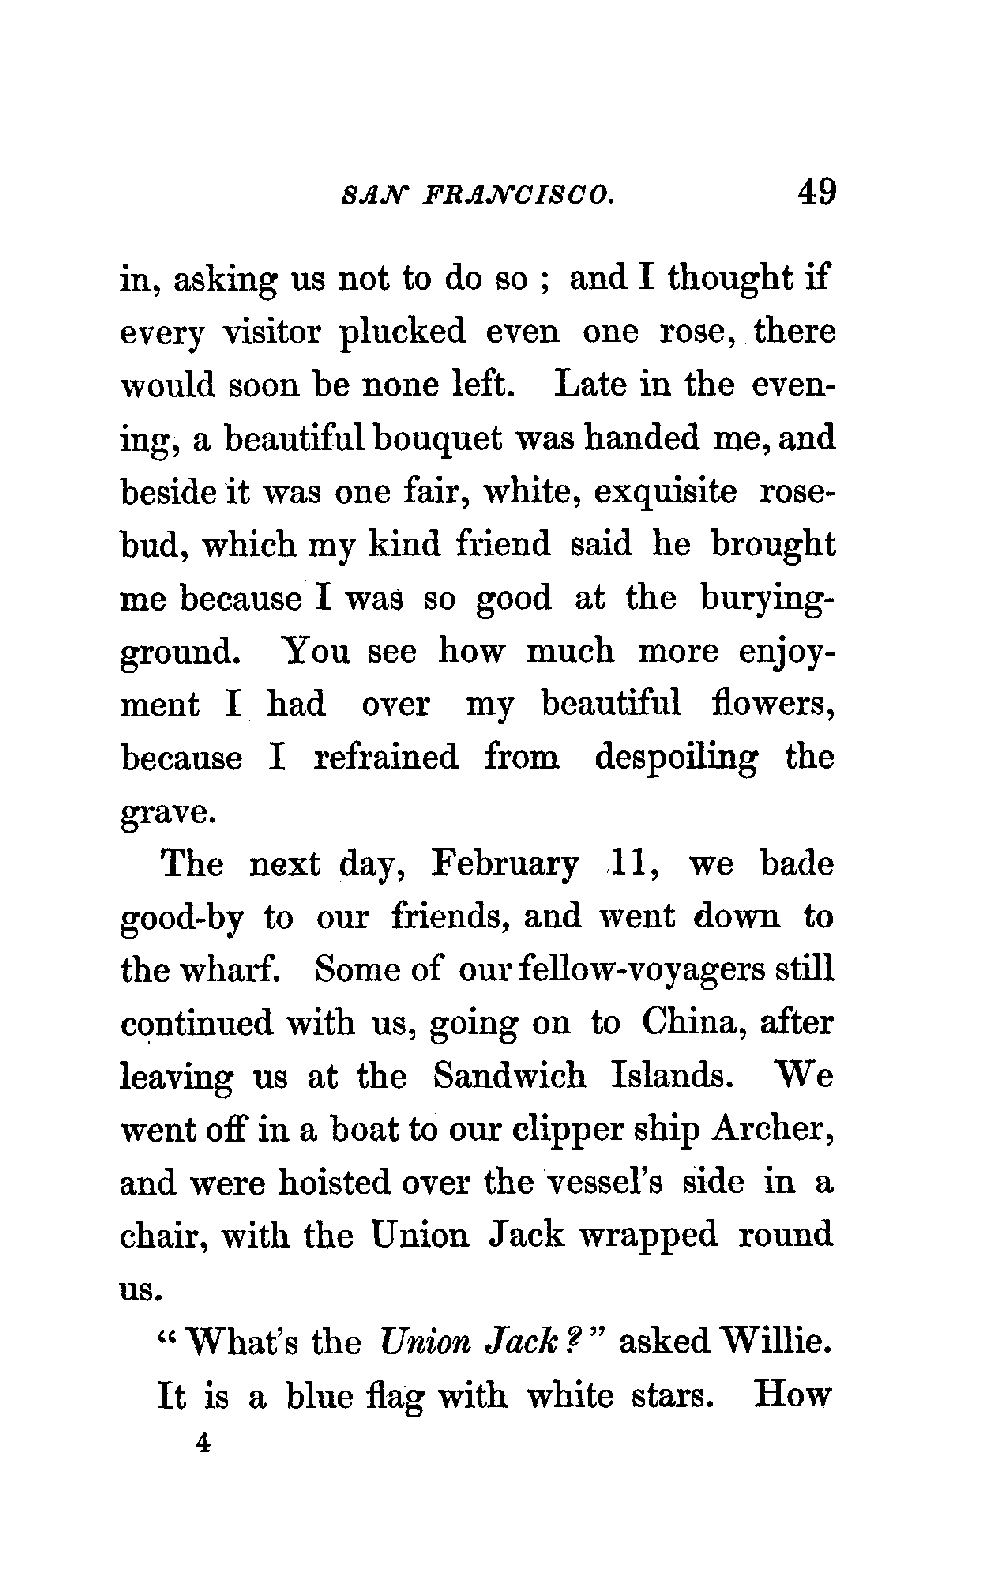 SAN FRANCISCO. 49
in, asking us not to do so ; and I thought if
every visitor plucked even one rose, there
would soon be none left. Late in the even-
ing, a beautiful bouquet was handed me, and
beside it was one fair, white, exquisite rose-
bud, which my kind friend said he brought
me because I was so good at the burying-
ground. You see how much more enjoy-
ment I had over my beautiful flowers,
because I refrained from despoiling the
grave.
The next day, February 11, we bade
good-by to our friends, and went down to
the wharf. Some of our fellow-voyagers still
continued with us, going on to China, after
leaving us at the Sandwich Islands. We
went off in a boat to our clipper ship Archer,
and were hoisted over the vessel's side in a
chair, with the Union Jack wrapped round
us.
"What's the Union Jack?" asked Willie.
It is a blue flag with white stars. How
4